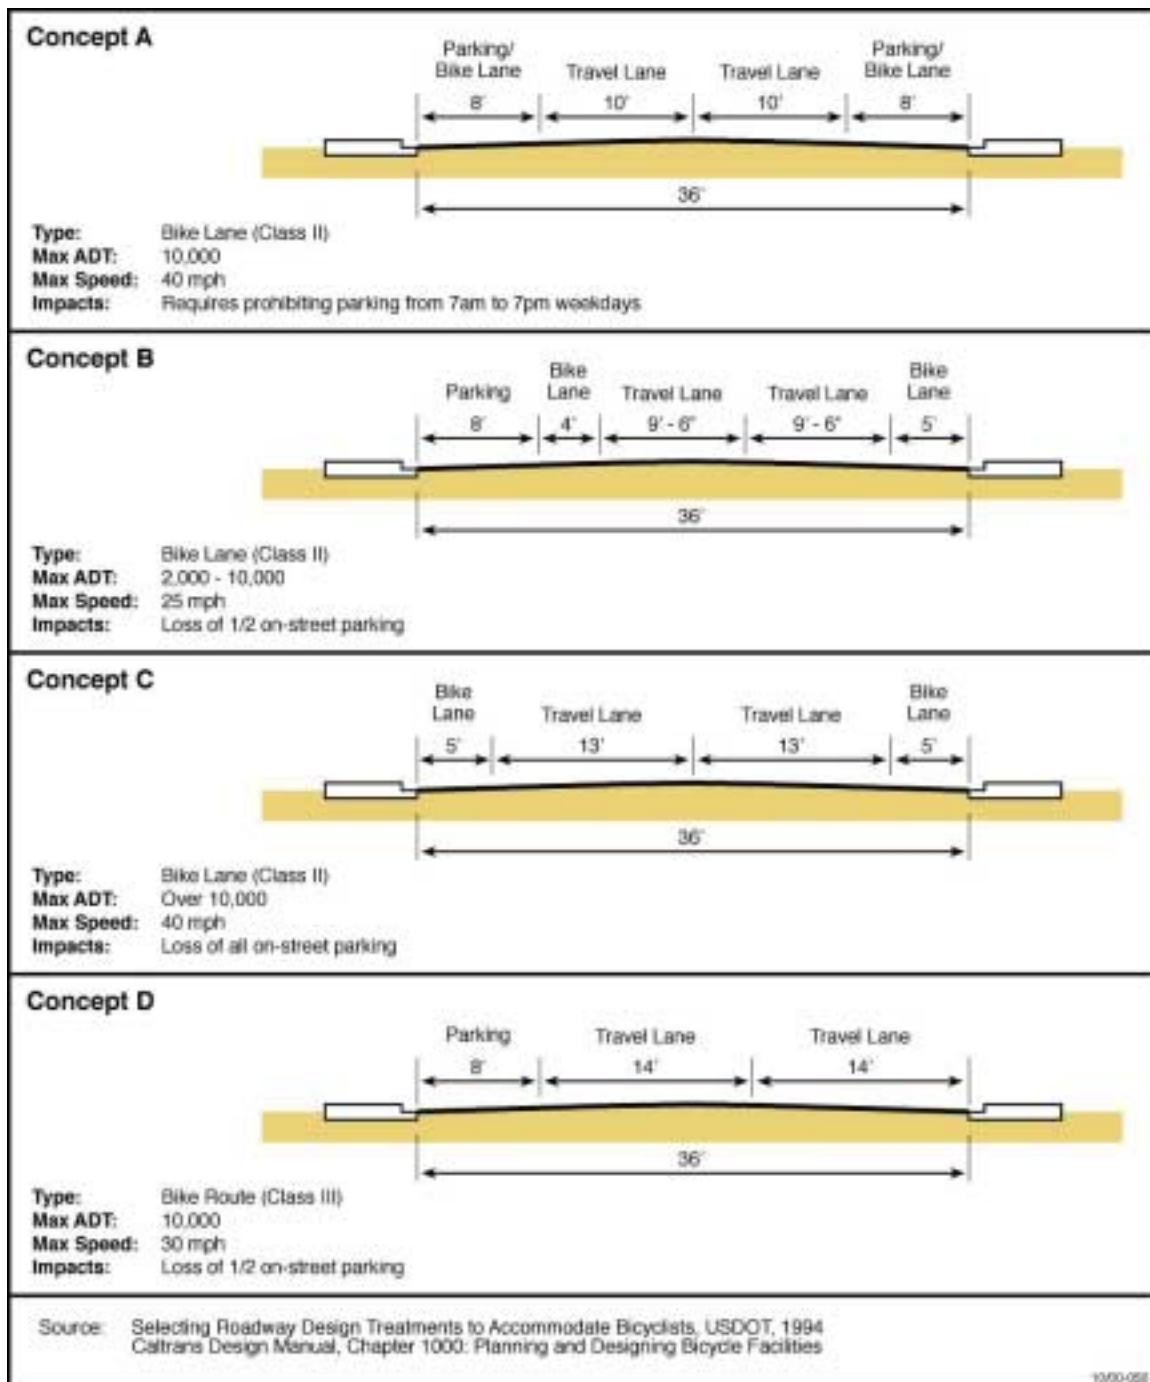 Concept A
Parking/ Parking/
Bike Lane Travel Lane Travel Lane Bike Lane
8' 10' 10' 8'
36'
Type: Bike Lane (Class II)
Max ADT: 10,000
Max Speed: 40 mph
Impacts: Requires prohibiting parking from 7am to 7pm weekdays
Concept B
Bike Bike
Parking Lane Travel Lane Travel Lane Lane
8' 4' 9' - 6" 9' - 6" 5'
36'
Type: Bike Lane (Class II)
Max ADT: 2,000 - 10,000
Max Speed: 25 mph
Impacts: Loss of 1/2 on-street parking
Concept C
Bike Bike
Lane Travel Lane Travel Lane Lane
5' 13' 13' 5'
36'
Type: Bike Lane (Class II)
Max ADT: Over 10,000
Max Speed: 40 mph
Impacts: Loss of all on-street parking
Concept D
Parking Travel Lane Travel Lane
8' 14' 14'
36'
Type: Bike Route (Class III)
Max ADT: 10,000
Max Speed: 30 mph
Impacts: Loss of 1/2 on-street parking
Source: Selecting Roadway Design Treatments to Accommodate Bicyclists, USDOT, 1994
Caltrans Design Manual, Chapter 1000: Planning and Designing Bicycle Facilities